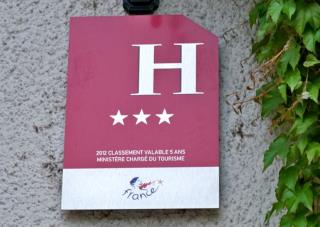 H
2012 CLASSEMENT VALABLE 5 ANS
MINISTÈRE CHARGÉ DU TOURISME
france